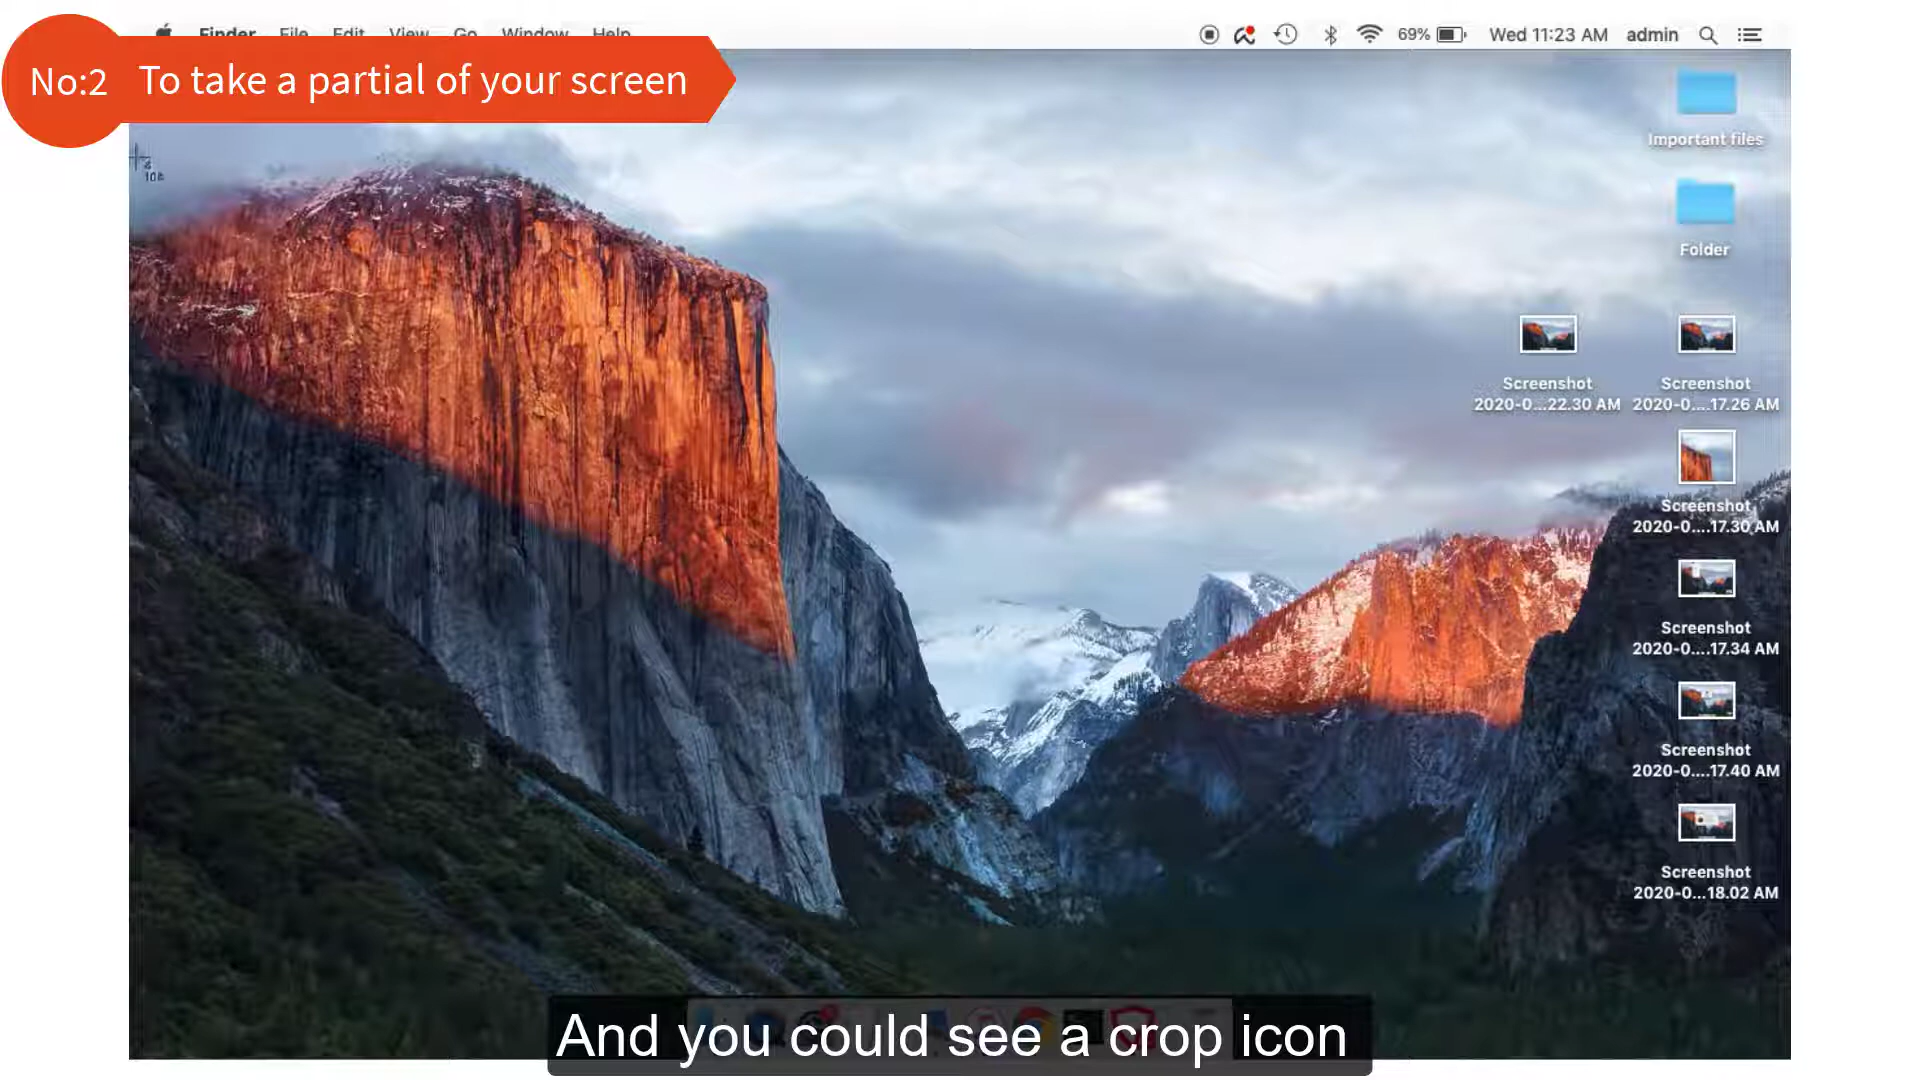 Finder File Edit View Go Window Help 69% Wed 11:23 AM admin
No:2 To take a partial of your screen
Important files
Folder
Screenshot
2020-0...22.30 AM
Screenshot
2020-0....17.26 AM
Screenshot
2020-0....17.30 AM
Screenshot
2020-0....17.34 AM
Screenshot
2020-0....17.40 AM
Screenshot
2020-0...18.02 AM
And you could see a crop icon